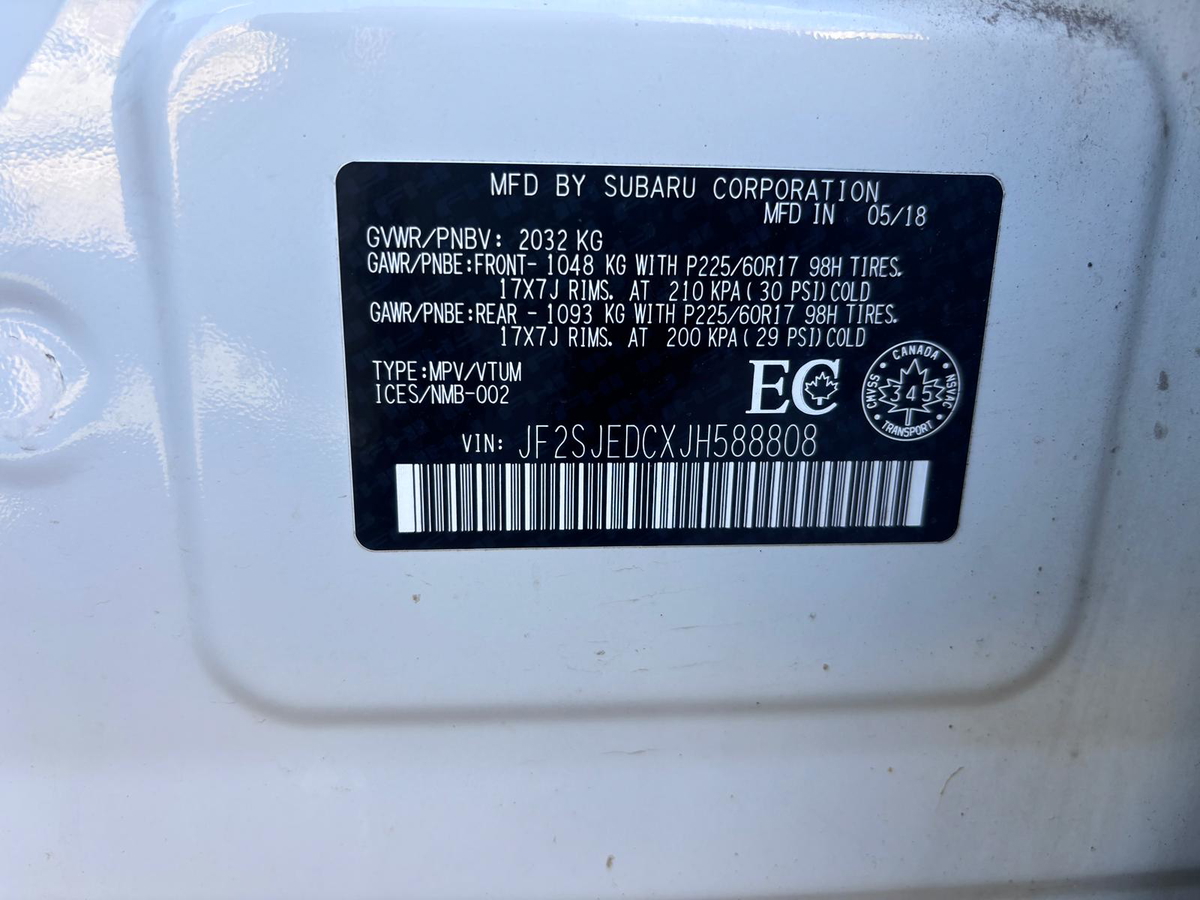 MFD BY SUBARU CORPORATION
MFD IN 05/18
GVWR/PNBV: 2032 KG
GAWR/PNBE:FRONT- 1048 KG WITH P225/60R17 98H TIRES.
17X7J RIMS. AT 210 KPA(30 PSI)COLD
GAWR/PNBE:REAR - 1093 KG WITH P225/60R17 98H TIRES.
17X7J RIMS. AT 200 KPA(29 PSI)COLD
TYPE:MPV/VTUM
ICES/NMB-002
EC
CANADA
CMVSS
345
NSVAC
TRANSPORT
VIN: JF2SJEDCXJH588808